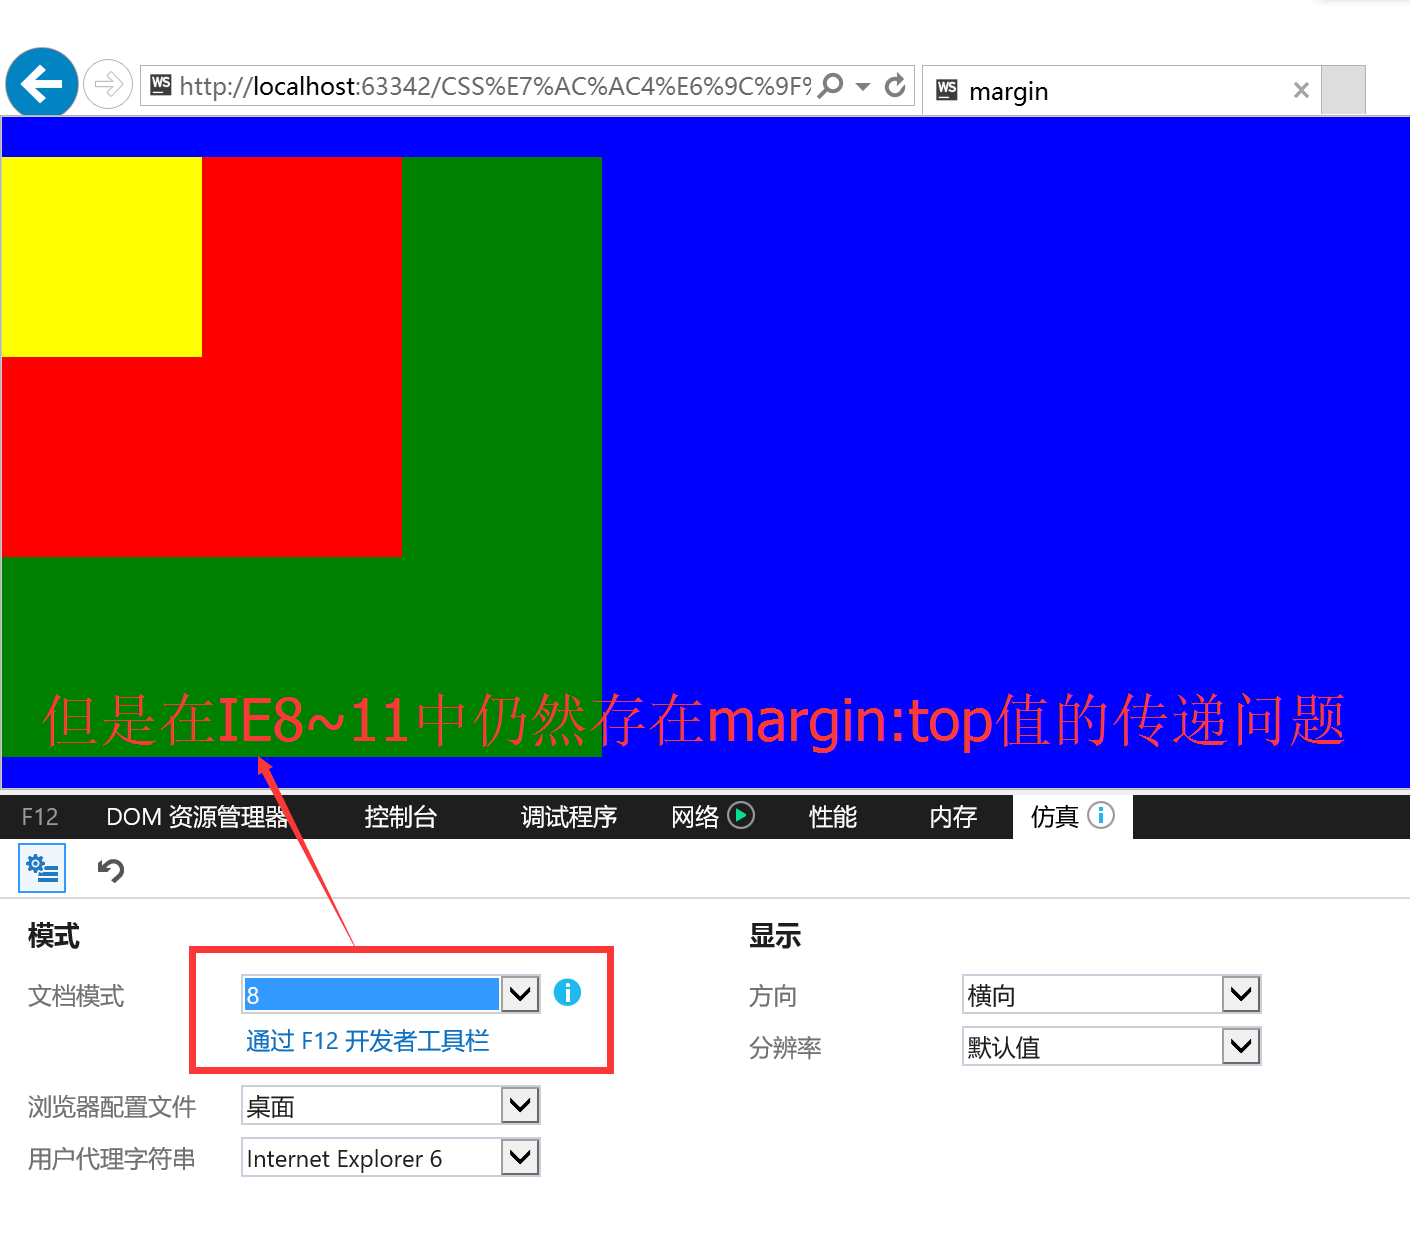 WS http://localhost:63342/CSS%E7%AC%AC4%E6%9C%9F% WS margin
但是在IE8~11中仍然存在margin:top值的传递问题
F12 DOM 资源管理器 控制台 调试程序 网络 性能 内存 仿真
模式 显示
文档模式 8 方向 横向
通过 F12 开发者工具栏 分辨率 默认值
浏览器配置文件 桌面
用户代理字符串 Internet Explorer 6